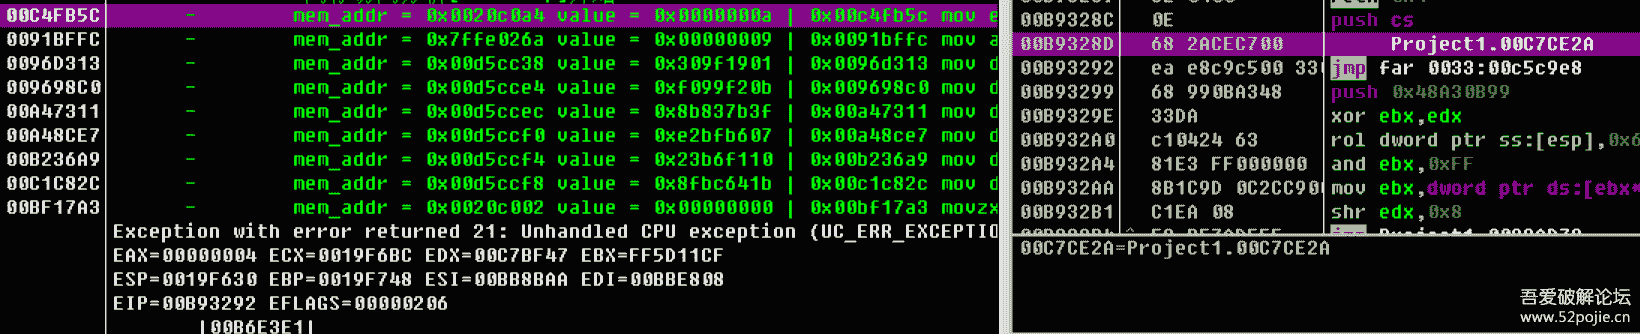 00C4FB5C - mem_addr = 0x0020c0a4 value = 0x0000000a | 0x00c4fb5c mov e
0091BFFC - mem_addr = 0x7ffe026a value = 0x00000009 | 0x0091bffc mov a
0096D313 - mem_addr = 0x00d5cc38 value = 0x309f1901 | 0x0096d313 mov d
009698C0 - mem_addr = 0x00d5cce4 value = 0xf099f20b | 0x009698c0 mov d
00A47311 - mem_addr = 0x00d5ccec value = 0x8b837b3f | 0x00a47311 mov d
00A48CE7 - mem_addr = 0x00d5ccf0 value = 0xe2bfb607 | 0x00a48ce7 mov d
00B236A9 - mem_addr = 0x00d5ccf4 value = 0x23b6f110 | 0x00b236a9 mov d
00C1C82C - mem_addr = 0x00d5ccf8 value = 0x8fbc641b | 0x00c1c82c mov d
00BF17A3 - mem_addr = 0x0020c002 value = 0x00000000 | 0x00bf17a3 movzx
Exception with error returned 21: Unhandled CPU exception (UC_ERR_EXCEPTIO
EAX=00000004 ECX=0019F6BC EDX=00C7BF47 EBX=FF5D11CF
ESP=0019F630 EBP=0019F748 ESI=00BB8BAA EDI=00BBE808
EIP=00B93292 EFLAGS=00000206
|00B6E3E1|
00B9328C 0E push cs
00B9328D 68 2ACEC700 Project1.00C7CE2A
00B93292 ea e8c9c500 330 jmp far 0033:00c5c9e8
00B93299 68 990BA348 push 0x48A30B99
00B9329E 33DA xor ebx,edx
00B932A0 c10424 63 rol dword ptr ss:[esp],0x6
00B932A4 81E3 FF000000 and ebx,0xFF
00B932AA 8B1C9D 0C2CC900 mov ebx,dword ptr ds:[ebx*
00B932B1 C1EA 08 shr edx,0x8
00C7CE2A=Project1.00C7CE2A
吾爱破解论坛
www.52pojie.cn